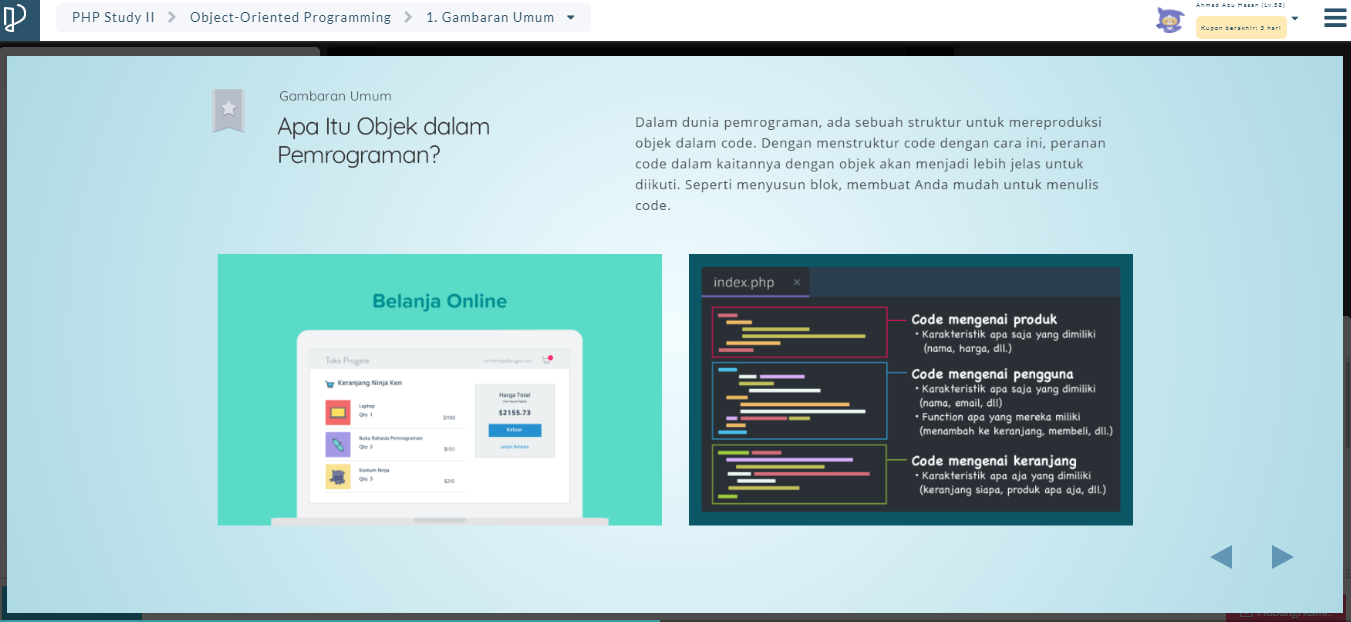 PHP Study II
Object-Oriented Programming
1. Gambaran Umum
Ahmad Abu Hasan (Lv.58)
Kupon berakhir: 3 hari
Gambaran Umum
Apa Itu Objek dalam
Pemrograman?
Dalam dunia pemrograman, ada sebuah struktur untuk mereproduksi
objek dalam code. Dengan menstruktur code dengan cara ini, peranan
code dalam kaitannya dengan objek akan menjadi lebih jelas untuk
diikuti. Seperti menyusun blok, membuat Anda mudah untuk menulis
code.
Belanja Online
Toko Progate
Keranjang Ninja Ken
Laptop
Qty: 1
$1195
Buku Rahasia Pemrograman
Qty: 2
$100
Kostum Ninja
Qty: 3
$210
Harga Total
$2155.73
Keluar
Lanjut Belanja
index.php ×
Code mengenai produk
• Karakteristik apa saja yang dimiliki
(nama, harga, dll.)
Code mengenai pengguna
• Karakteristik apa saja yang dimiliki
(nama, email, dll)
• Function apa yang mereka miliki
(menambah ke keranjang, membeli, dll.)
Code mengenai keranjang
• Karakteristik apa aja yang dimiliki
(keranjang siapa, produk apa aja, dll.)